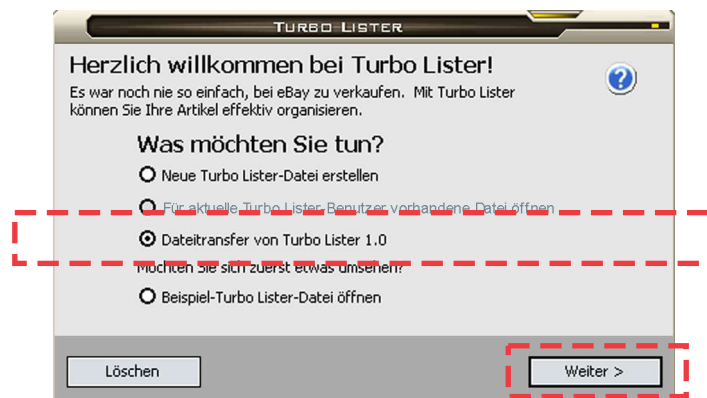 TURBO LISTER
Herzlich willkommen bei Turbo Lister!
Es war noch nie so einfach, bei eBay zu verkaufen. Mit Turbo Lister
können Sie Ihre Artikel effektiv organisieren.
Was möchten Sie tun?
Neue Turbo Lister-Datei erstellen
Für aktuelle Turbo Lister-Benutzer vorhandene Datei öffnen
Dateitransfer von Turbo Lister 1.0
Möchten Sie sich zuerst etwas umsehen?
Beispiel-Turbo Lister-Datei öffnen
Löschen
Weiter >